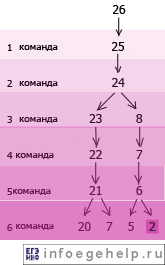 26
1 команда 25
2 команда 24
3 команда 23 8
4 команда 22 7
5команда 21 6
6 команда 20 7 5 2
ЕГЭ ИНФО infoegehelp.ru